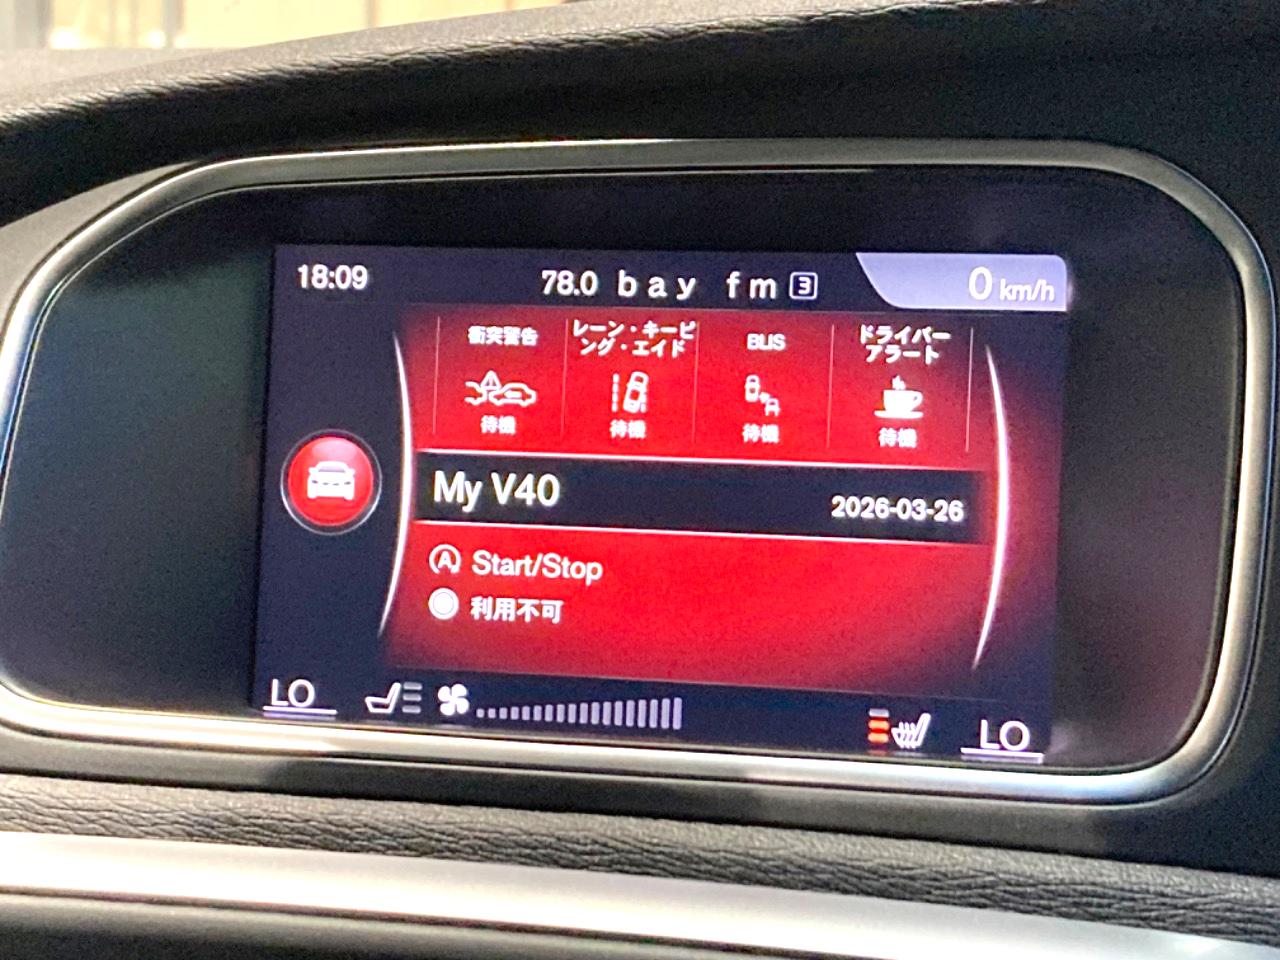 18:09
78.0 bay fm 3
0 km/h
衝突警告
レーン・キーピ
ング・エイド
BLIS
ドライバー
アラート
待機
待機
待機
待機
My V40
2026-03-26
A Start/Stop
利用不可
LO
LO